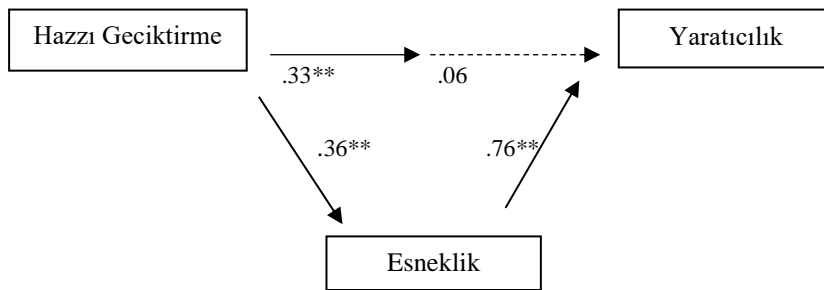 Hazzı Geciktirme
Yaratıcılık
.33**
.06
.36**
.76**
Esneklik